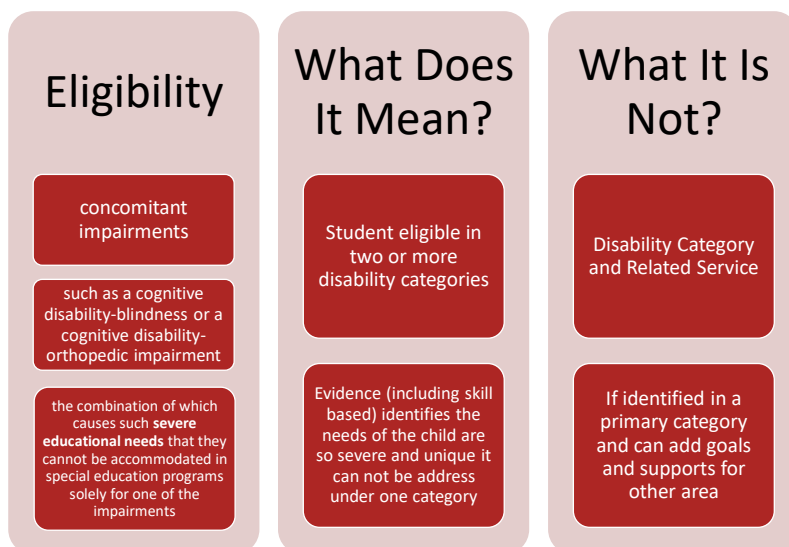 Eligibility
concomitant
impairments
such as a cognitive
disability-blindness or a
cognitive disability-
orthopedic impairment
the combination of which
causes such severe
educational needs that they
cannot be accommodated in
special education programs
solely for one of the
impairments
What Does
It Mean?
Student eligible in
two or more
disability categories
Evidence (including skill
based) identifies the
needs of the child are
so severe and unique it
can not be address
under one category
What It Is
Not?
Disability Category
and Related Service
If identified in a
primary category
and can add goals
and supports for
other area